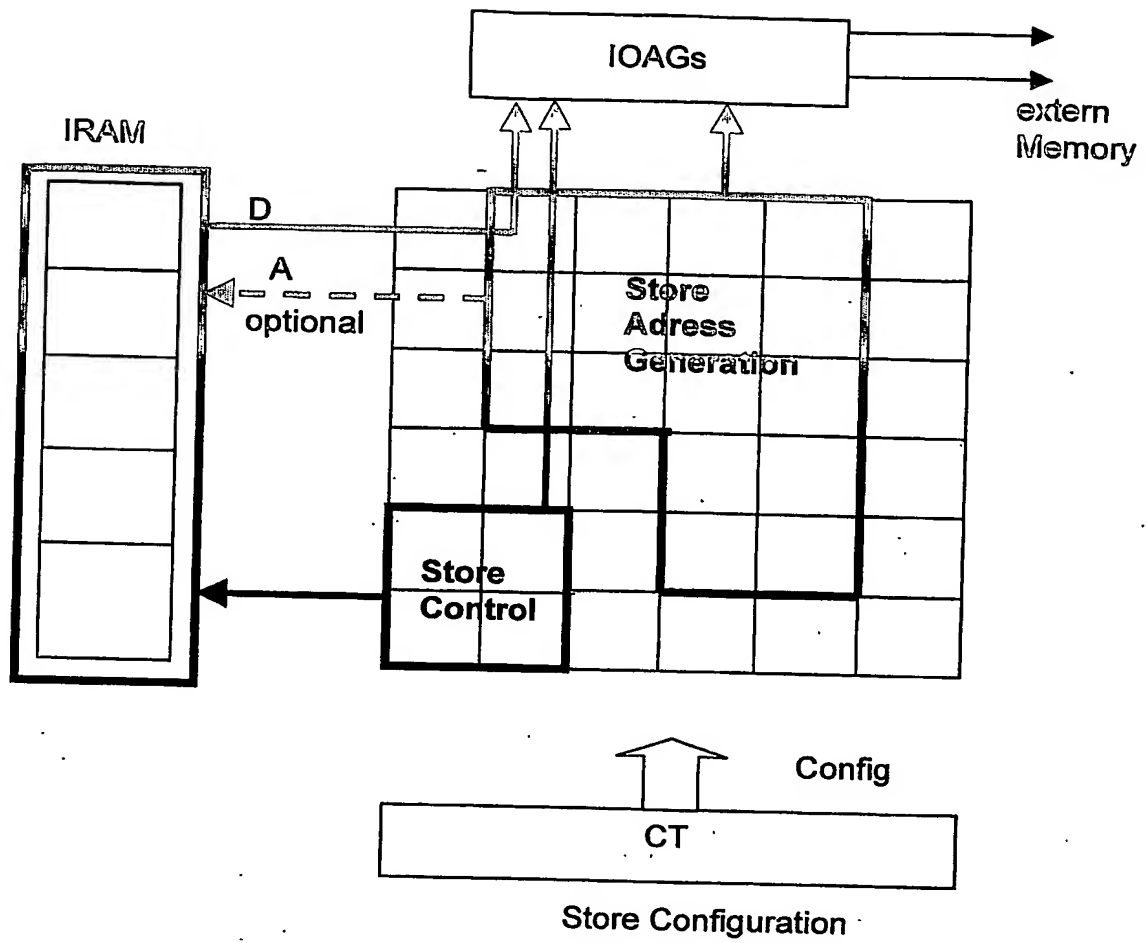 IOAGs
extern
Memory
IRAM
D
A
optional
Store
Adress
Generation
Store
Control
Config
CT
Store Configuration